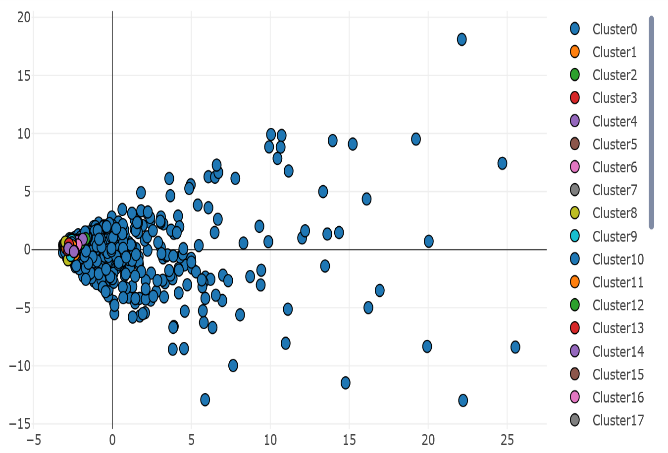 20
15
10
5
0
−5
−10
−15
−5
0
5
10
15
20
25
Cluster0
Cluster1
Cluster2
Cluster3
Cluster4
Cluster5
Cluster6
Cluster7
Cluster8
Cluster9
Cluster10
Cluster11
Cluster12
Cluster13
Cluster14
Cluster15
Cluster16
Cluster17